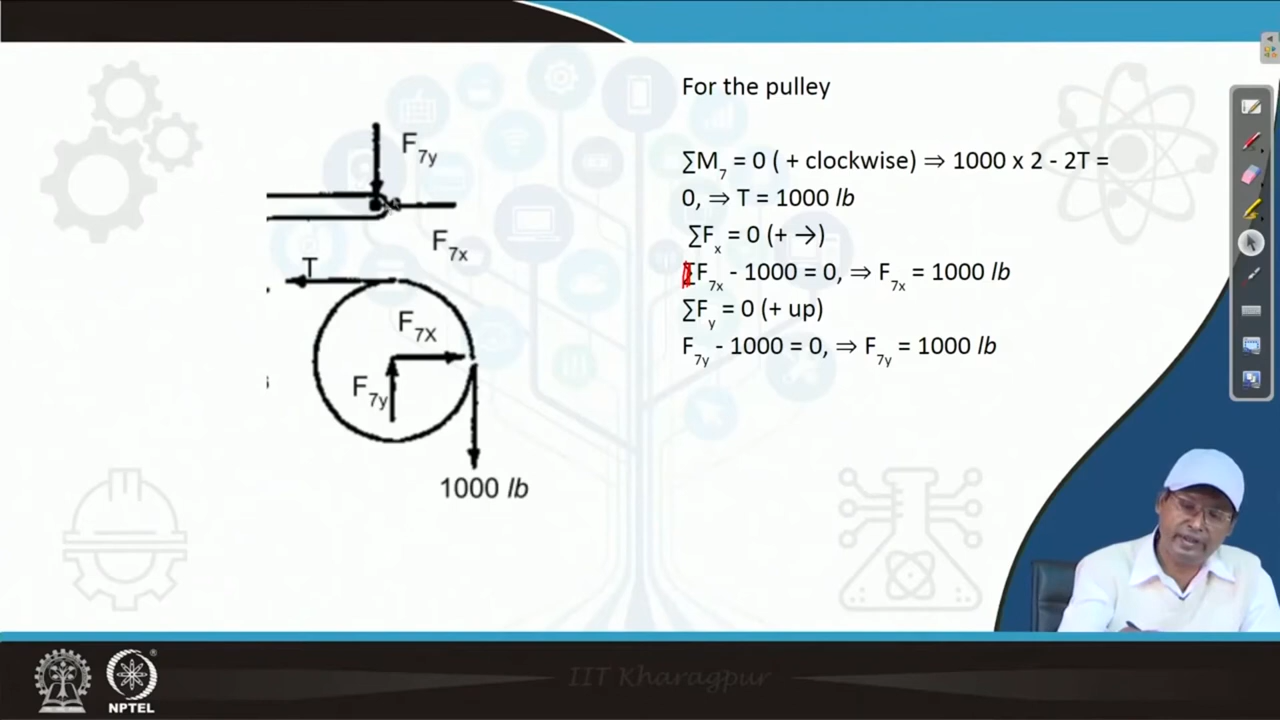 For the pulley
∑M7 = 0 ( + clockwise) ⇒ 1000 x 2 - 2T =
0, ⇒ T = 1000 lb
∑Fx = 0 (+ →)
∑F7x - 1000 = 0, ⇒ F7x = 1000 lb
∑Fy = 0 (+ up)
F7y - 1000 = 0, ⇒ F7y = 1000 lb
F7y
F7x
T
F7X
F7y
1000 lb
IIT Kharagpur
NPTEL